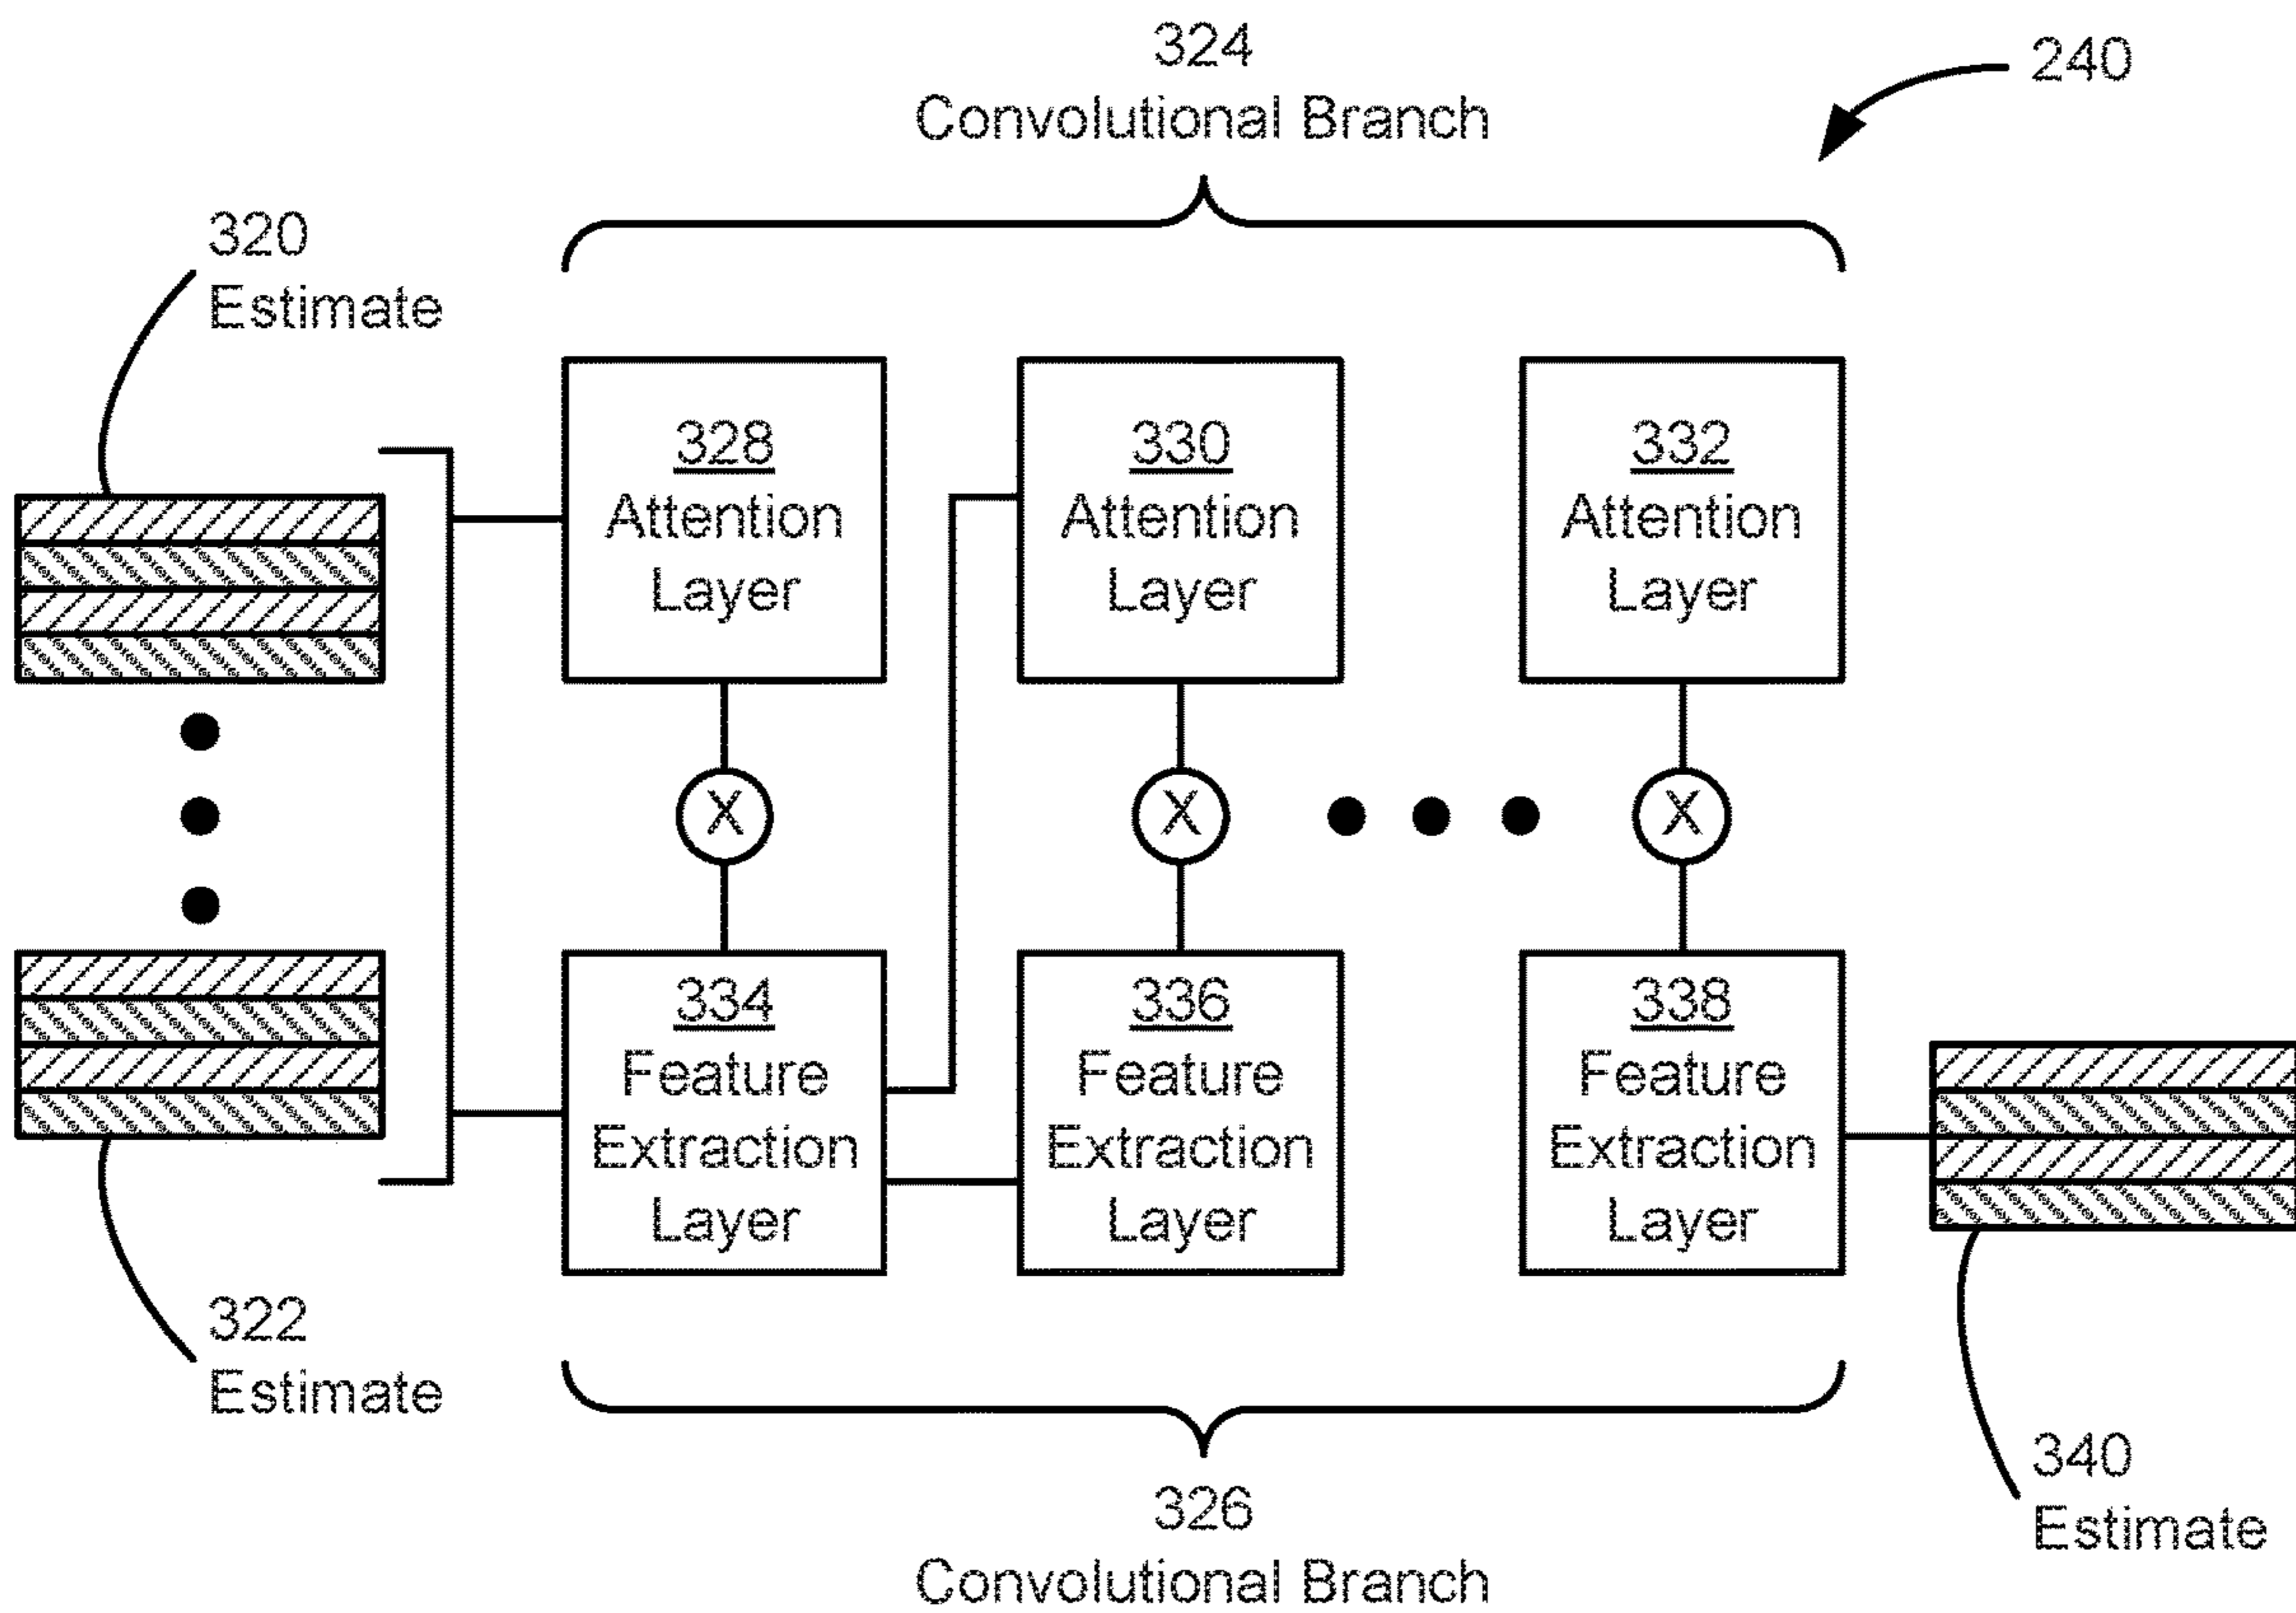 324
Convolutional Branch
240
320
Estimate
328
Attention
Layer
330
Attention
Layer
332
Attention
Layer
X
X
X
334
Feature
Extraction
Layer
336
Feature
Extraction
Layer
338
Feature
Extraction
Layer
322
Estimate
340
Estimate
326
Convolutional Branch